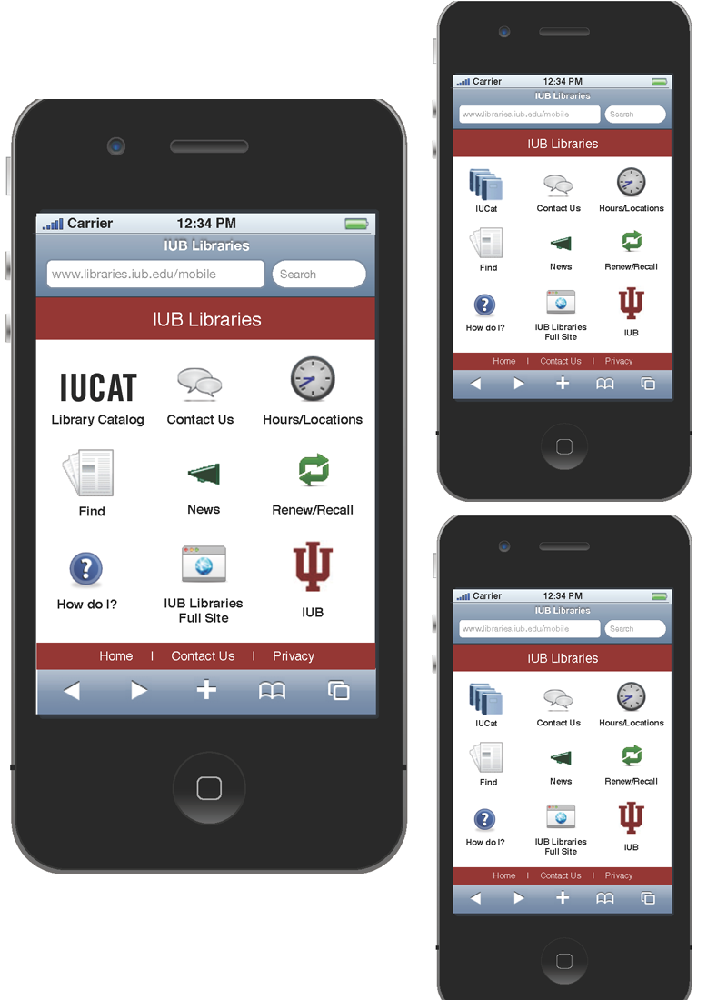 Carrier 12:34 PM
IUB Libraries
www.libraries.iub.edu/mobile Search
IUB Libraries
IUCAT
Library Catalog Contact Us Hours/Locations
Find News Renew/Recall
How do I? IUB Libraries
Full Site IUB
Home | Contact Us | Privacy
Carrier 12:34 PM
IUB Libraries
www.libraries.iub.edu/mobile Search
IUB Libraries
IUCat Contact Us Hours/Locations
Find News Renew/Recall
How do I? IUB Libraries
Full Site IUB
Home | Contact Us | Privacy
Carrier 12:34 PM
IUB Libraries
www.libraries.iub.edu/mobile Search
IUB Libraries
IUCat Contact Us Hours/Locations
Find News Renew/Recall
How do I? IUB Libraries
Full Site IUB
Home | Contact Us | Privacy